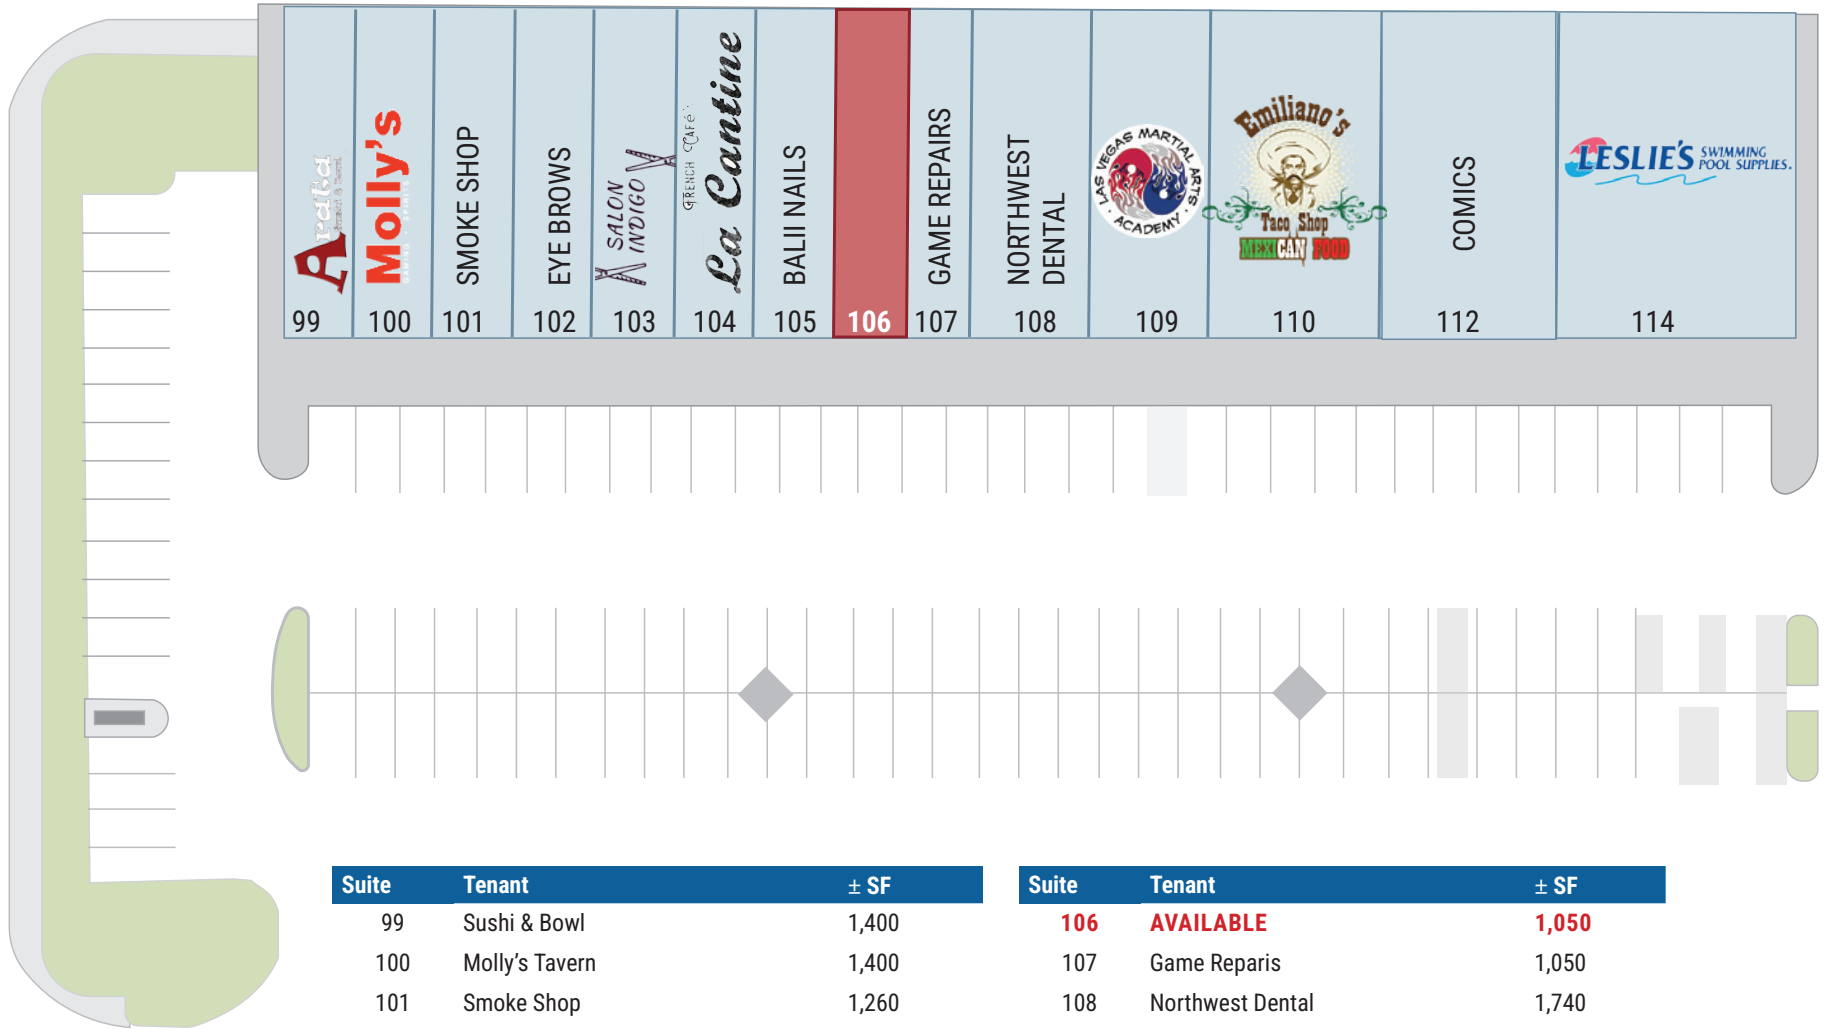 Arata
Molly's
SMOKE SHOP
EYE BROWS
SALON
INDIGO
FRENCH CAFÉ
La Cantine
BALII NAILS
GAME REPAIRS
NORTHWEST
DENTAL
LAS VEGAS MARTIAL ARTS
ACADEMY
Emiliano's
Taco Shop
MEXICAN FOOD
COMICS
LESLIE'S SWIMMING
POOL SUPPLIES.
99 100 101 102 103 104 105 106 107 108 109 110 112 114
Suite Tenant ± SF
99 Sushi & Bowl 1,400
100 Molly's Tavern 1,400
101 Smoke Shop 1,260
Suite Tenant ± SF
106 AVAILABLE 1,050
107 Game Reparis 1,050
108 Northwest Dental 1,740